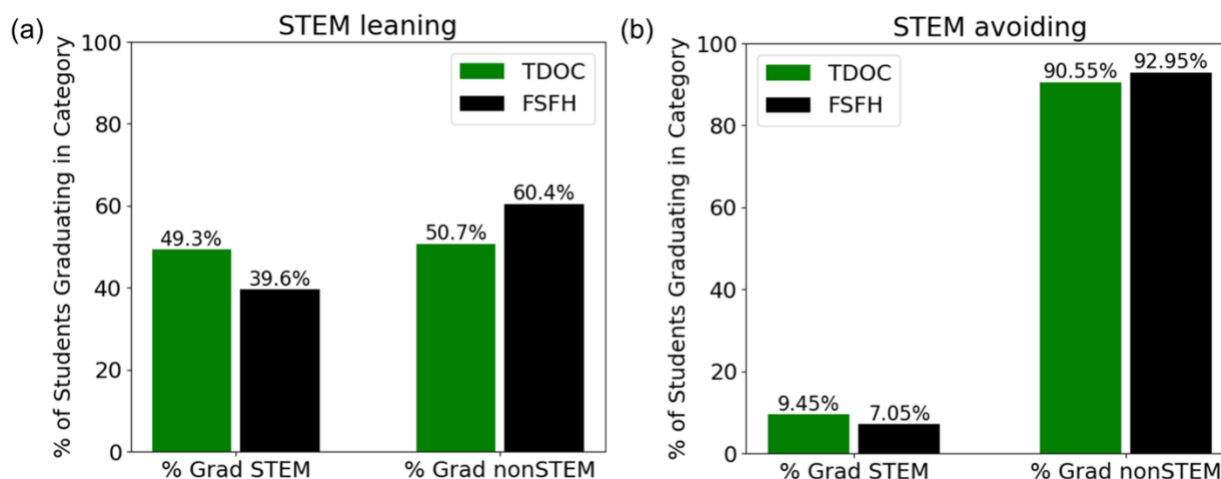 (a)
STEM leaning
% of Students Graduating in Category
100
80
60
40
20
0
TDOC
FSFH
49.3%
39.6%
50.7%
60.4%
% Grad STEM
% Grad nonSTEM
(b)
STEM avoiding
% of Students Graduating in Category
100
80
60
40
20
0
TDOC
FSFH
9.45%
7.05%
90.55%
92.95%
% Grad STEM
% Grad nonSTEM